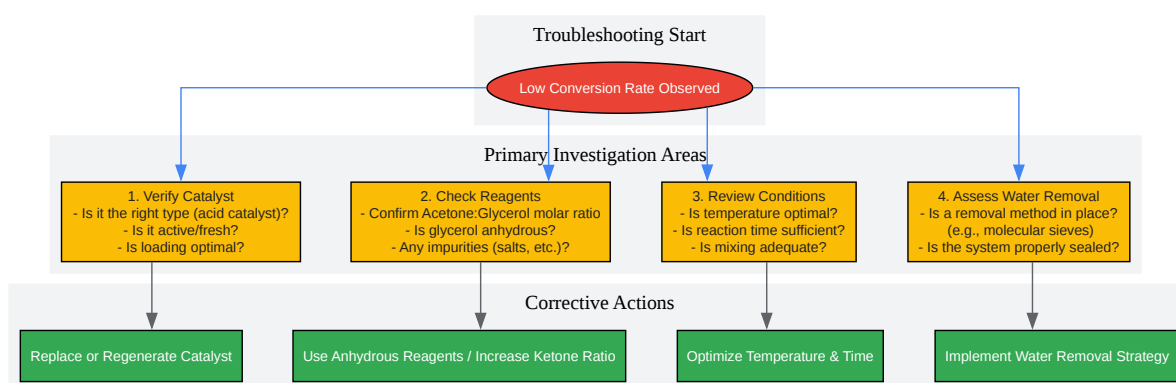 Troubleshooting Start
Low Conversion Rate Observed
Primary Investigation Areas
1. Verify Catalyst
- Is it the right type (acid catalyst)?
- Is it active/fresh?
- Is loading optimal?
2. Check Reagents
- Confirm Acetone:Glycerol molar ratio
- Is glycerol anhydrous?
- Any impurities (salts, etc.)?
3. Review Conditions
- Is temperature optimal?
- Is reaction time sufficient?
- Is mixing adequate?
4. Assess Water Removal
- Is a removal method in place?
(e.g., molecular sieves)
- Is the system properly sealed?
Corrective Actions
Replace or Regenerate Catalyst
Use Anhydrous Reagents / Increase Ketone Ratio
Optimize Temperature & Time
Implement Water Removal Strategy